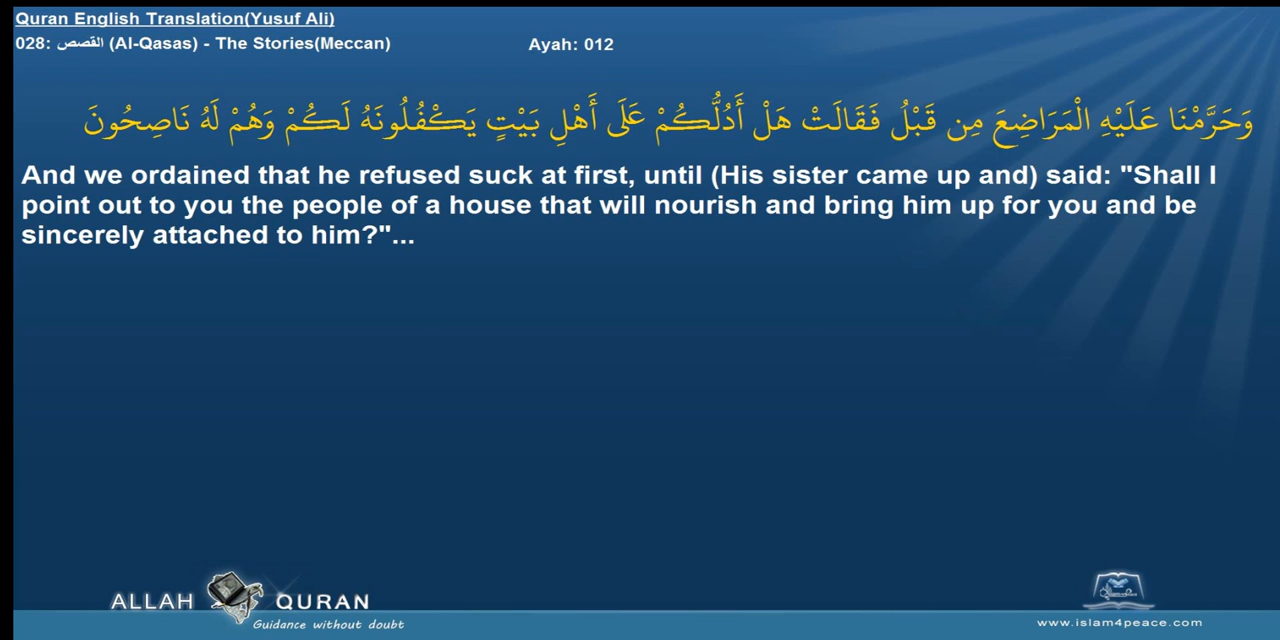 Quran English Translation(Yusuf Ali)
028: القصص (Al-Qasas) - The Stories(Meccan) Ayah: 012
وَحَرَّمْنَا عَلَيْهِ الْمَرَاضِعَ مِن قَبْلُ فَقَالَتْ هَلْ أَدُلُّكُمْ عَلَى أَهْلِ بَيْتٍ يَكْفُلُونَهُ لَكُمْ وَهُمْ لَهُ نَاصِحُونَ
And we ordained that he refused suck at first, until (His sister came up and) said: "Shall I
point out to you the people of a house that will nourish and bring him up for you and be
sincerely attached to him?"...
ALLAH QURAN
Guidance without doubt
www.islam4peace.com